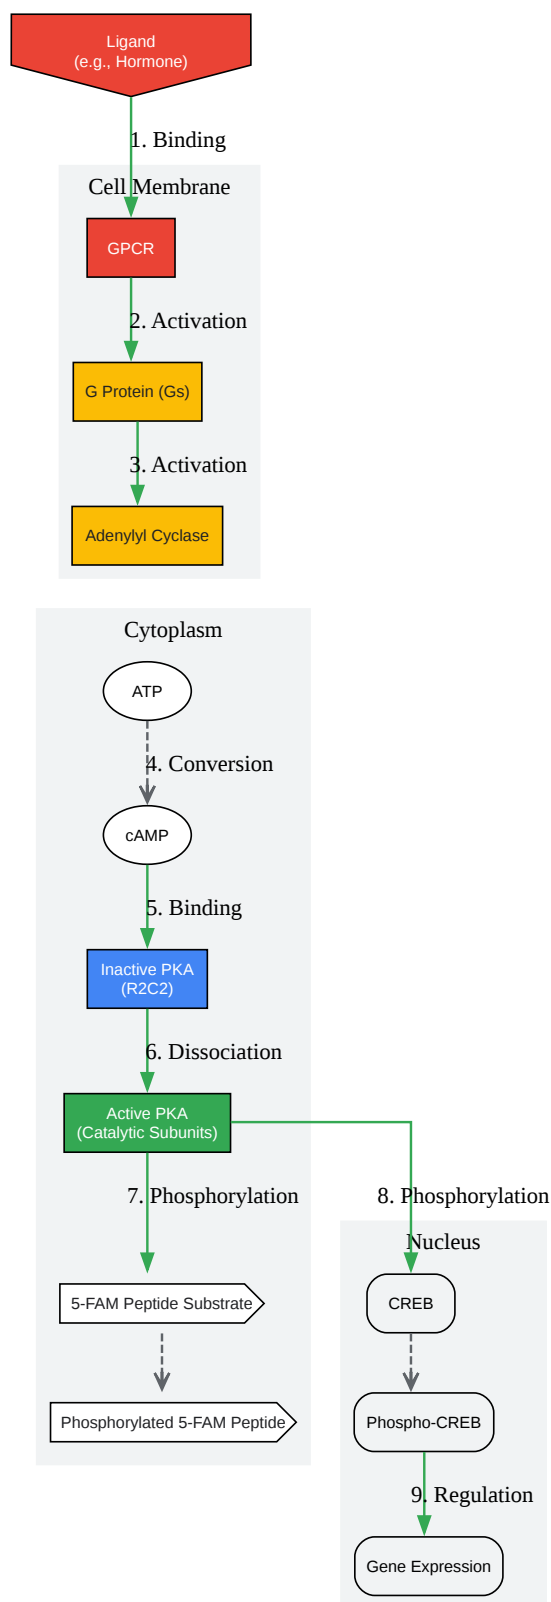 Ligand
(e.g., Hormone)
1. Binding
Cell Membrane
GPCR
2. Activation
G Protein (Gs)
3. Activation
Adenylyl Cyclase
Cytoplasm
ATP
4. Conversion
cAMP
5. Binding
Inactive PKA
(R2C2)
6. Dissociation
Active PKA
(Catalytic Subunits)
7. Phosphorylation
8. Phosphorylation
Nucleus
5-FAM Peptide Substrate
CREB
Phosphorylated 5-FAM Peptide
Phospho-CREB
9. Regulation
Gene Expression